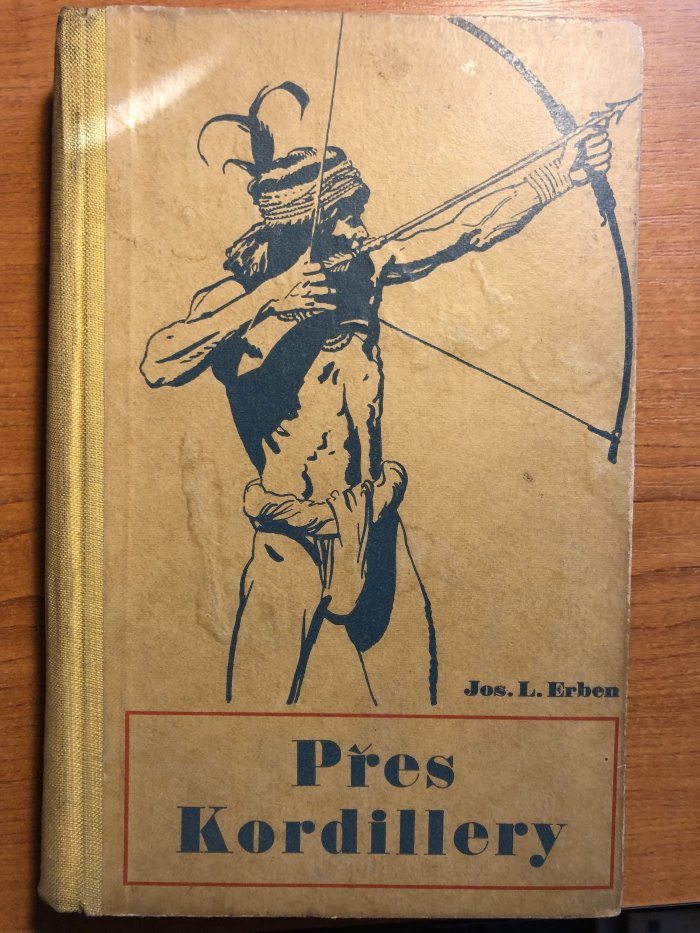 Jos. L. Erben
Přes
Kordillery